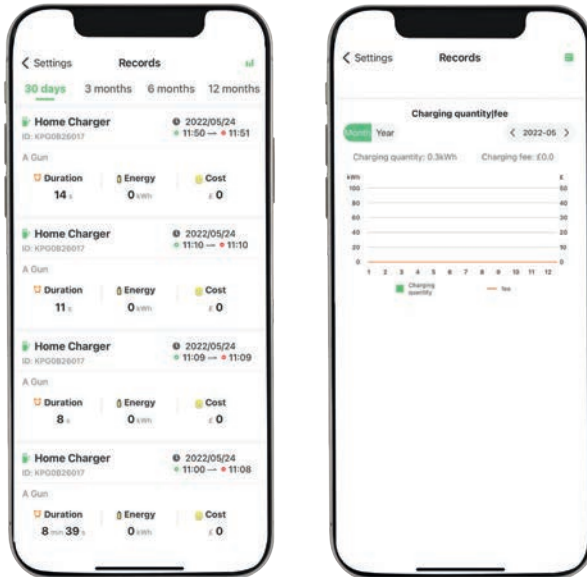 Settings Records
30 days 3 months 6 months 12 months
Home Charger 2022/05/24
ID: KPG0B26017 11:50 → 11:51
A Gun
Duration Energy Cost
14 s 0 kWh £ 0
Home Charger 2022/05/24
ID: KPG0B26017 11:10 → 11:10
A Gun
Duration Energy Cost
11 s 0 kWh £ 0
Home Charger 2022/05/24
ID: KPG0B26017 11:09 → 11:09
A Gun
Duration Energy Cost
8 s 0 kWh £ 0
Home Charger 2022/05/24
ID: KPG0B26017 11:00 → 11:08
A Gun
Duration Energy Cost
8 min 39 s 0 kWh £ 0
Settings Records
Charging quantity|fee
Month Year 2022-05
Charging quantity: 0.3kWh Charging fee: £0.0
kWh £
100 50
80 40
60 30
40 20
20 10
0 0
1 2 3 4 5 6 7 8 9 10 11 12
Charging quantity fee